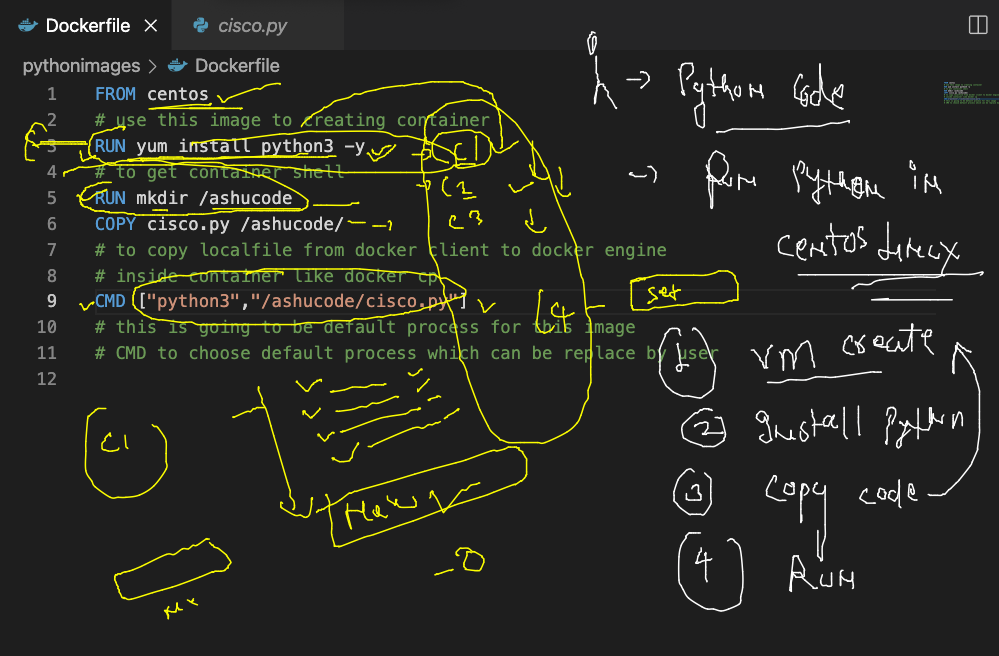 Dockerfile
cisco.py
pythonimages > Dockerfile
1 FROM centos
2 # use this image to creating container
3 RUN yum install python3 -y
4 # to get container shell
5 RUN mkdir /ashucode
6 COPY cisco.py /ashucode/
7 # to copy localfile from docker client to docker engine
8 # inside container like docker cp
9 CMD ["python3","/ashucode/cisco.py"]
10 # this is going to be default process for this image
11 # CMD to choose default process which can be replace by user
12
C1
C2
C3
C4
C1
Python Code
Run Python in
centos Linux
1 VM create
2 Install Python
3 Copy code
4 Run